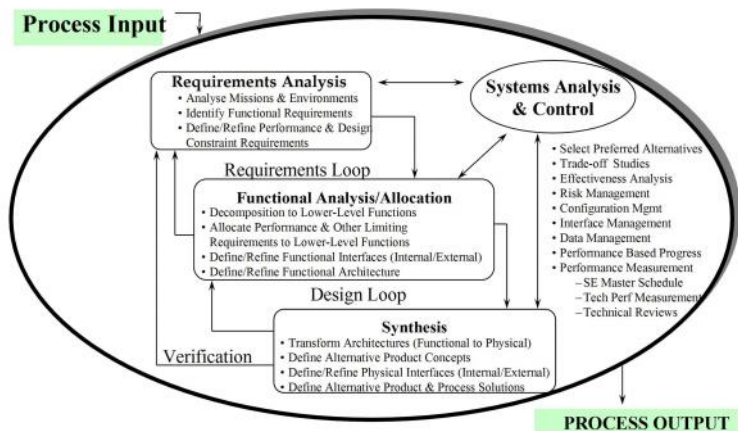 Process Input
Requirements Analysis
• Analyse Missions & Environments
• Identify Functional Requirements
• Define/Refine Performance & Design
Constraint Requirements
Systems Analysis
& Control
• Select Preferred Alternatives
• Trade-off Studies
• Effectiveness Analysis
• Risk Management
• Configuration Mgmt
• Interface Management
• Data Management
• Performance Based Progress
• Performance Measurement
–SE Master Schedule
–Tech Perf Measurement
–Technical Reviews
Requirements Loop
Functional Analysis/Allocation
• Decomposition to Lower-Level Functions
• Allocate Performance & Other Limiting
Requirements to Lower-Level Functions
• Define/Refine Functional Interfaces (Internal/External)
• Define/Refine Functional Architecture
Design Loop
Synthesis
• Transform Architectures (Functional to Physical)
• Define Alternative Product Concepts
• Define/Refine Physical Interfaces (Internal/External)
• Define Alternative Product & Process Solutions
Verification
PROCESS OUTPUT